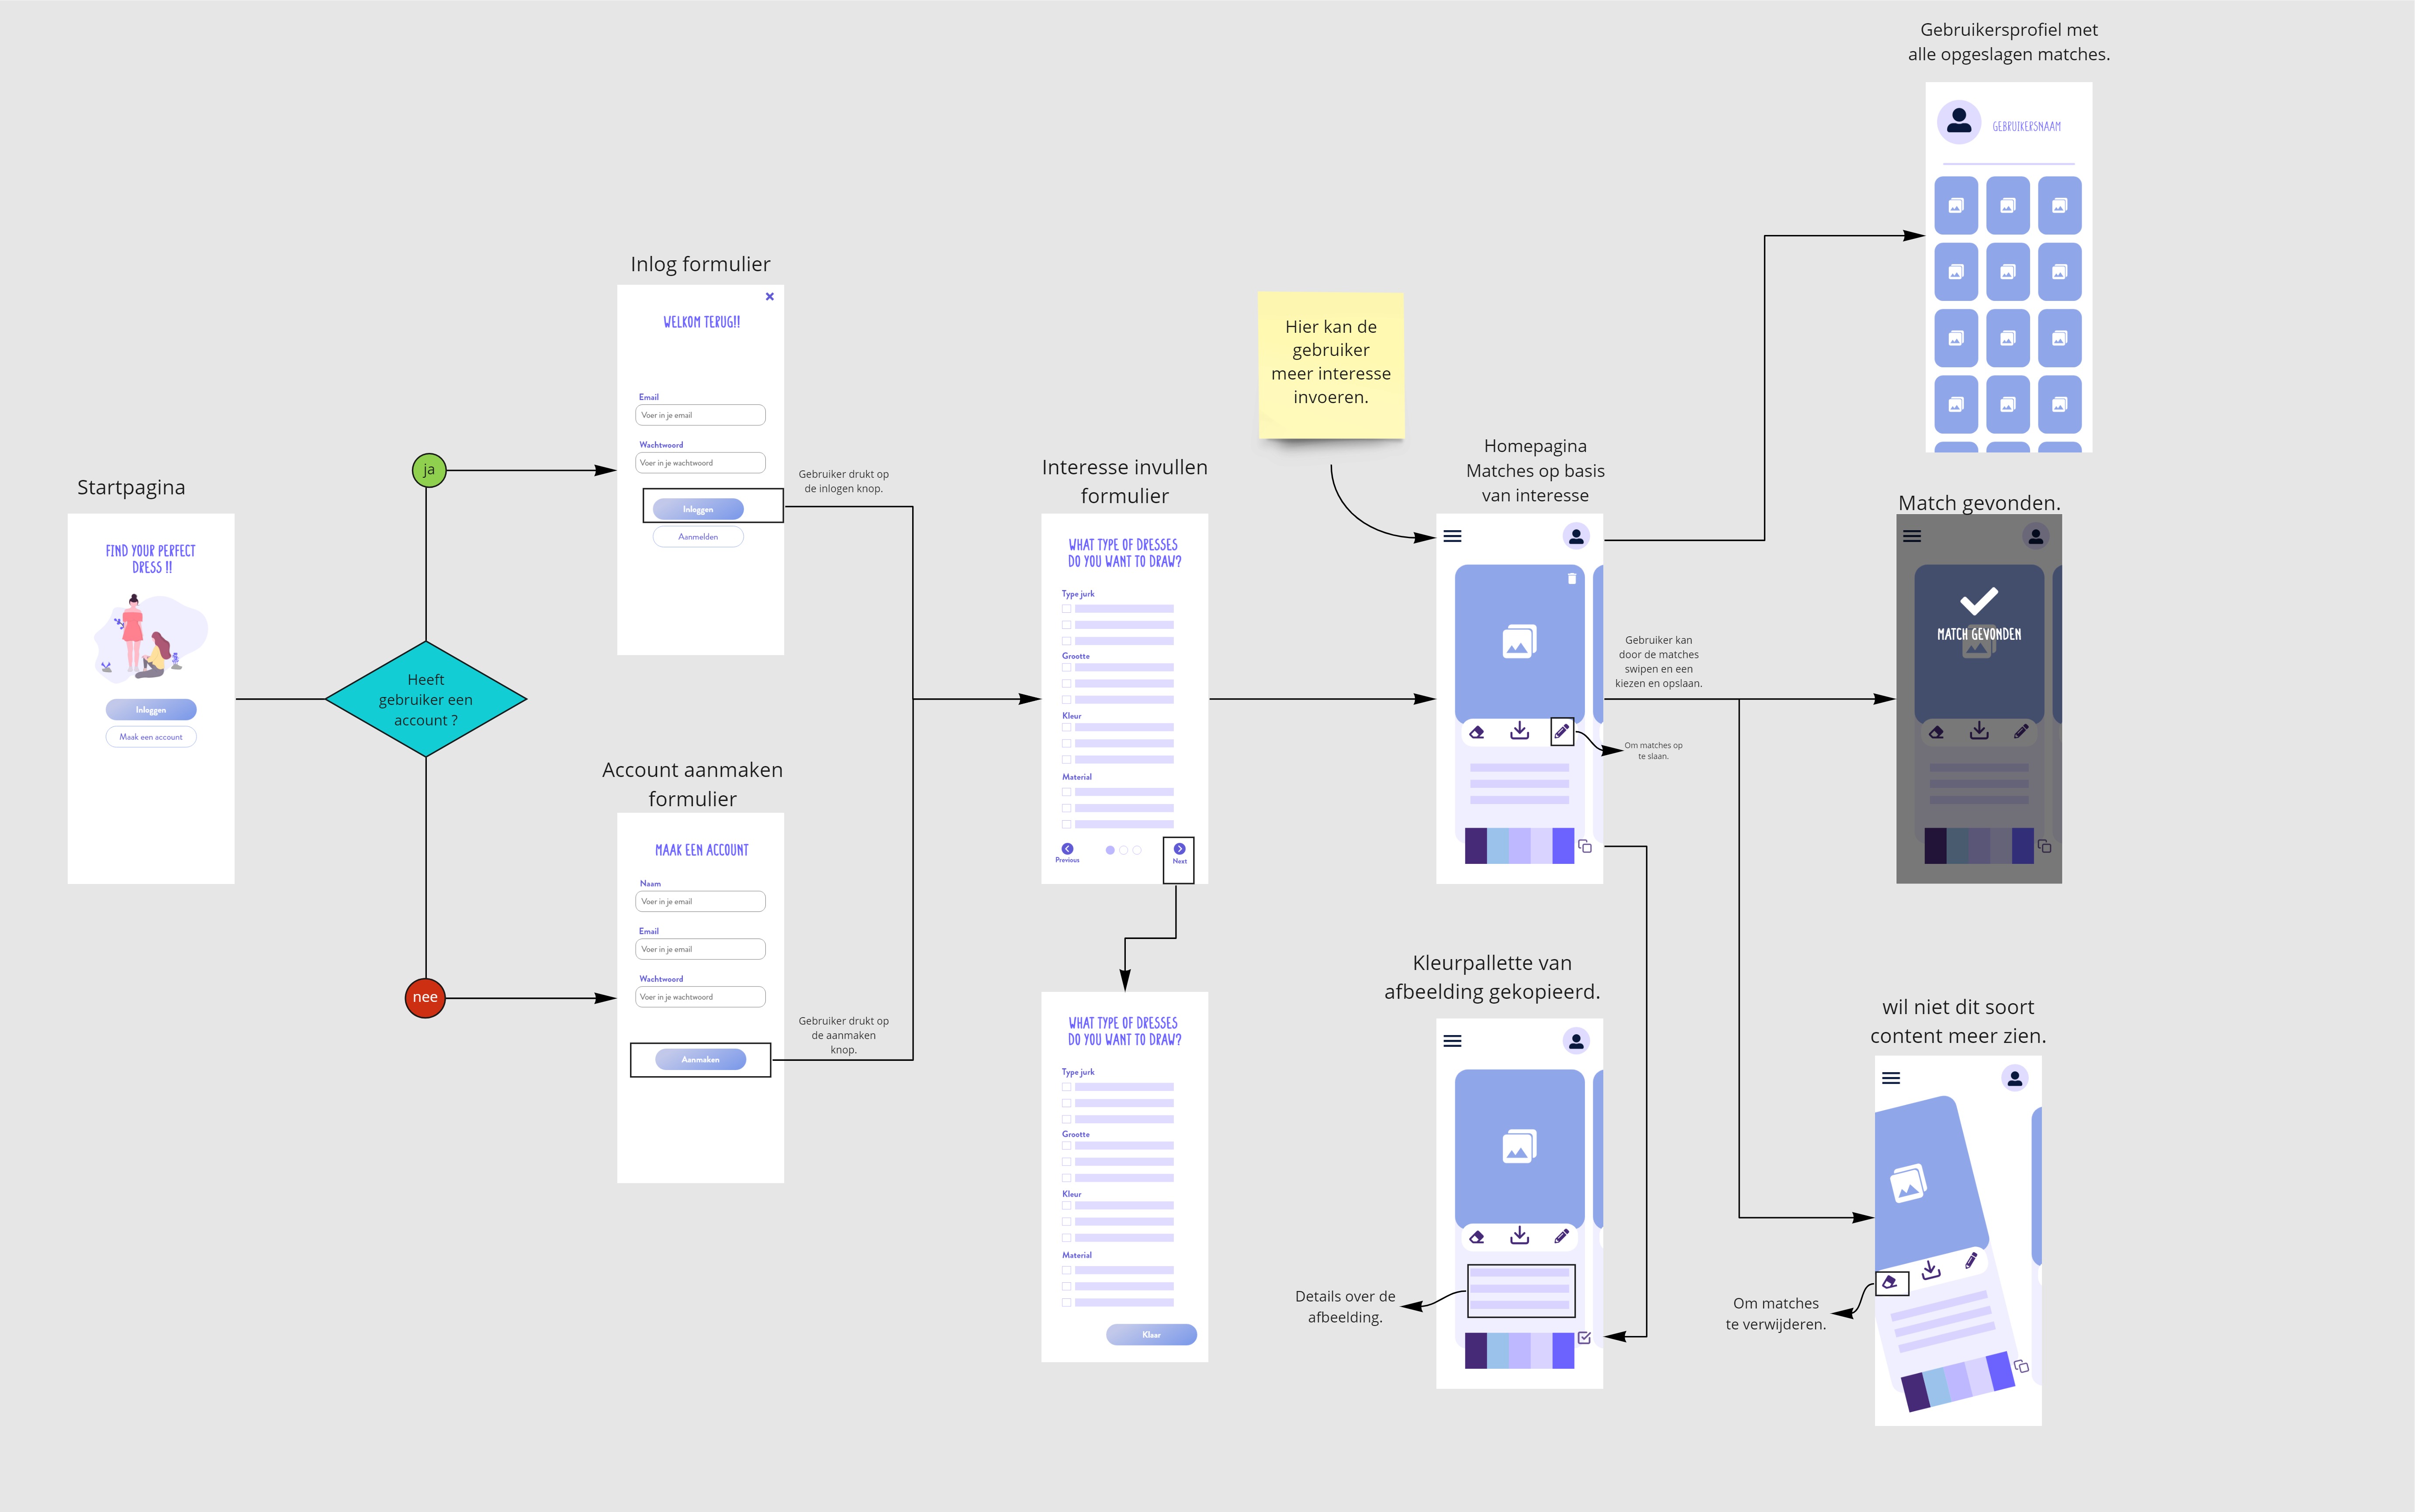 Startpagina
FIND YOUR PERFECT
DRESS !!
Inloggen
Maak een account
Heeft
gebruiker een
account ?
ja
nee
Inlog formulier
WELKOM TERUG!!
Email
Voer in je email
Wachtwoord
Voer in je wachtwoord
Inloggen
Aanmelden
Gebruiker drukt op
de inlogen knop.
Account aanmaken
formulier
MAAK EEN ACCOUNT
Naam
Voer in je email
Email
Voer in je email
Wachtwoord
Voer in je wachtwoord
Aanmaken
Gebruiker drukt op
de aanmaken
knop.
Interesse invullen
formulier
WHAT TYPE OF DRESSES
DO YOU WANT TO DRAW?
Type jurk
Grootte
Kleur
Material
Previous
Next
WHAT TYPE OF DRESSES
DO YOU WANT TO DRAW?
Type jurk
Grootte
Kleur
Material
Klaar
Hier kan de
gebruiker
meer interesse
invoeren.
Homepagina
Matches op basis
van interesse
Gebruiker kan
door de matches
swipen en een
kiezen en opslaan.
Om matches op
te slaan.
Kleurpallette van
afbeelding gekopieerd.
Details over de
afbeelding.
Gebruikersprofiel met
alle opgeslagen matches.
GEBRUIKERSNAAM
Match gevonden.
MATCH GEVONDEN
wil niet dit soort
content meer zien.
Om matches
te verwijderen.